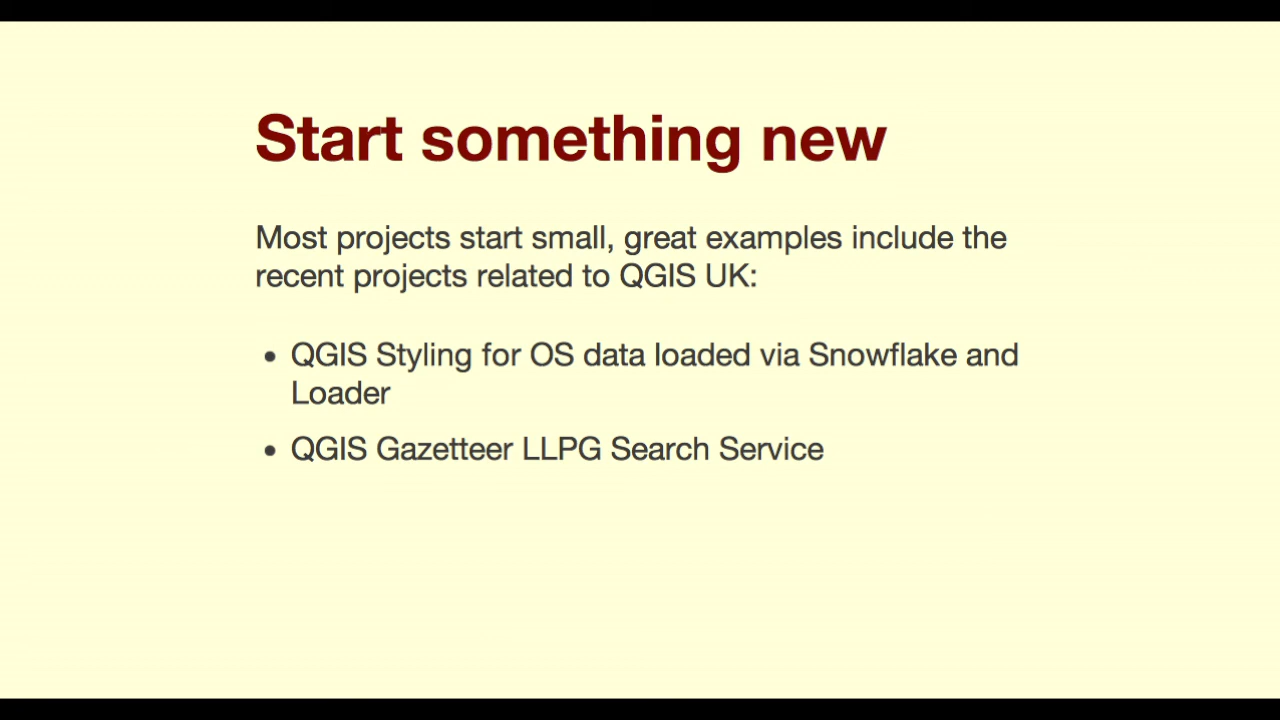 Start something new
Most projects start small, great examples include the
recent projects related to QGIS UK:
• QGIS Styling for OS data loaded via Snowflake and
Loader
• QGIS Gazetteer LLPG Search Service